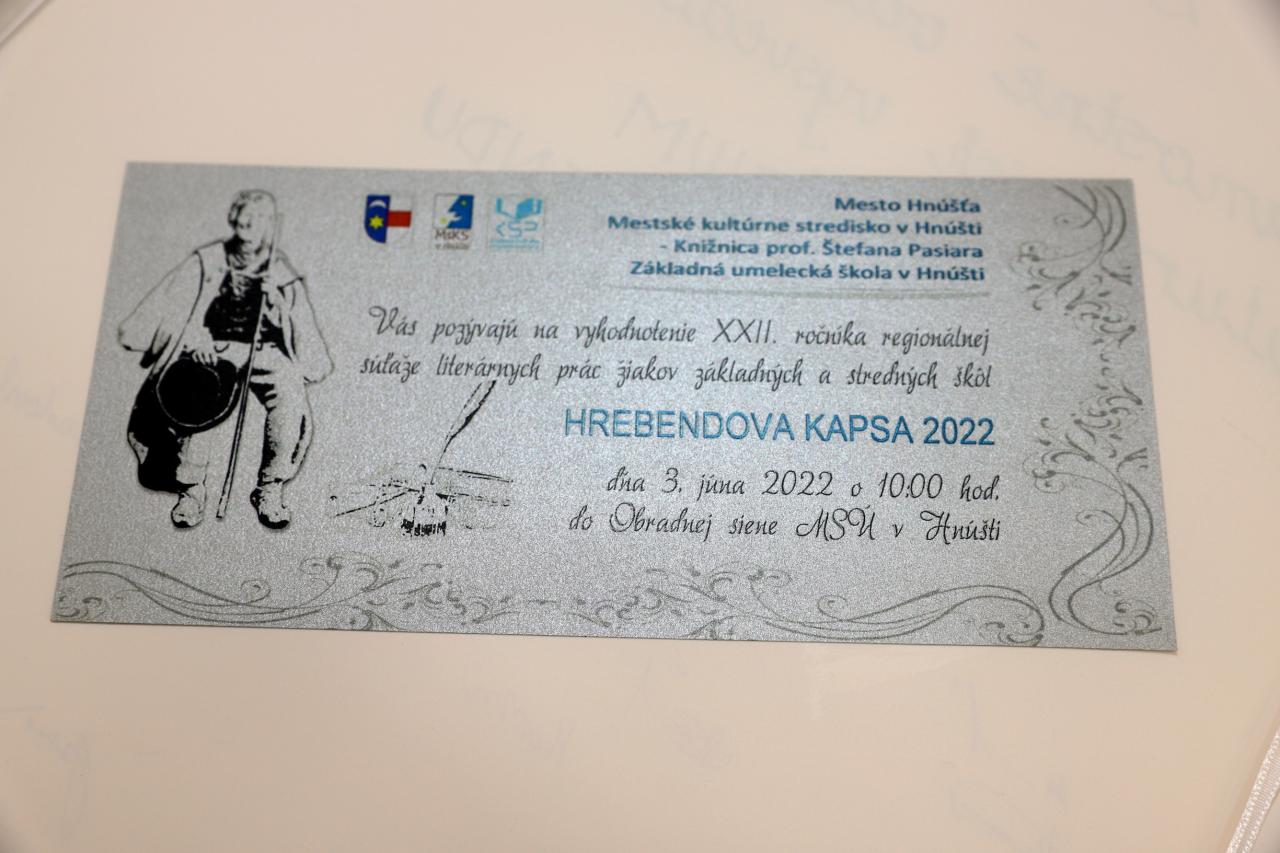 Mesto Hnúšťa
Mestské kultúrne stredisko v Hnúšti
- Knižnica prof. Štefana Pasiara
Základná umelecká škola v Hnúšti
MsKS
KŠP
Vás pozývajú na vyhodnotenie XXII. ročníka regionálnej
súťaže literárnych prác žiakov základných a stredných škôl
HREBENDOVA KAPSA 2022
dňa 3. júna 2022 o 10:00 hod.
do Obradnej siene MSÚ v Hnúšti